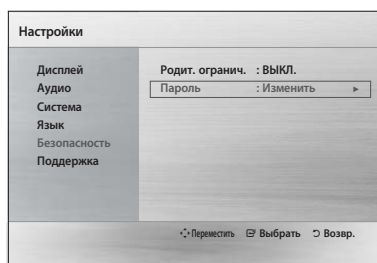 Настройки
Дисплей
Аудио
Система
Язык
Безопасность
Поддержка
Родит. огранич. : ВЫКЛ.
Пароль : Изменить ►
Переместить Выбрать Возвр.